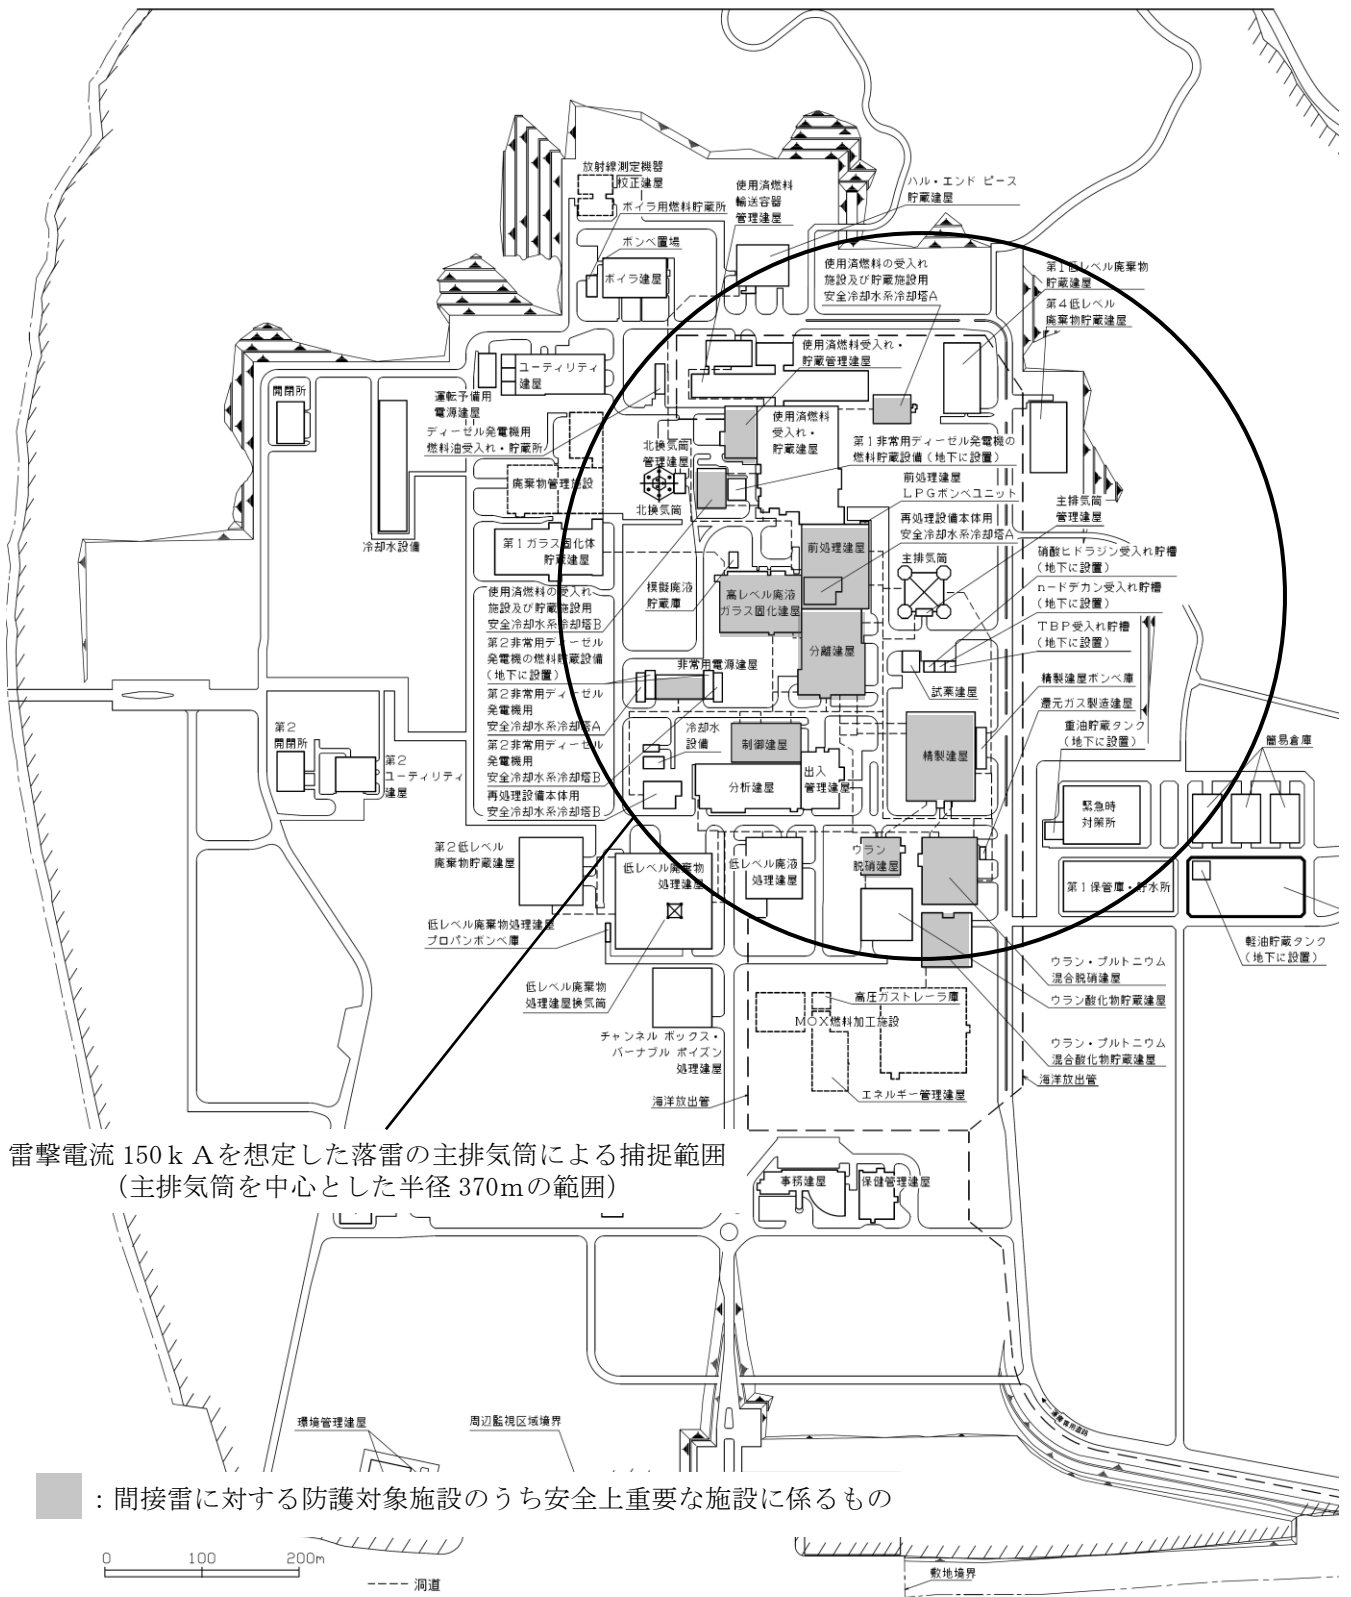 放射線測定機器
校正建屋
ボイラ用燃料貯蔵所
ボンベ置場
ボイラ建屋
使用済燃料
輸送容器
管理建屋
ハル・エンド ピース
貯蔵建屋
使用済燃料の受入れ
施設及び貯蔵施設用
安全冷却水系冷却塔A
第1低レベル廃棄物
貯蔵建屋
第4低レベル
廃棄物貯蔵建屋
使用済燃料受入れ・
貯蔵管理建屋
ユーティリティ
建屋
開閉所
運転予備用
電源建屋
ディーゼル発電機用
燃料油受入れ・貯蔵所
使用済燃料
受入れ・
貯蔵建屋
第1非常用ディーゼル発電機の
燃料貯蔵設備(地下に設置)
北換気筒
管理建屋
廃棄物管理施設
北換気筒
前処理建屋
LPGボンベユニット
主排気筒
管理建屋
再処理設備本体用
安全冷却水系冷却塔A
冷却水設備
第1ガラス固化体
貯蔵建屋
前処理建屋
主排気筒
硝酸ヒドラジン受入れ貯槽
(地下に設置)
n-ドデカン受入れ貯槽
(地下に設置)
TBP受入れ貯槽
(地下に設置)
模擬廃液
貯蔵庫
高レベル廃液
ガラス固化建屋
使用済燃料の受入れ
施設及び貯蔵施設用
安全冷却水系冷却塔B
第2非常用ディーゼル
発電機の燃料貯蔵設備
(地下に設置)
非常用電源建屋
分離建屋
試薬建屋
精製建屋ボンベ庫
還元ガス製造建屋
重油貯蔵タンク
(地下に設置)
簡易倉庫
第2非常用ディーゼル
発電機用
安全冷却水系冷却塔A
第2非常用ディーゼル
発電機用
安全冷却水系冷却塔B
再処理設備本体用
安全冷却水系冷却塔B
冷却水
設備
制御建屋
精製建屋
第2
開閉所
第2
ユーティリティ
建屋
分析建屋
出入
管理建屋
緊急時
対策所
第2低レベル
廃棄物貯蔵建屋
低レベル廃棄物
処理建屋
低レベル廃液
処理建屋
ウラン
脱硝建屋
第1保管庫・貯水所
低レベル廃棄物処理建屋
プロパンボンベ庫
軽油貯蔵タンク
(地下に設置)
ウラン・プルトニウム
混合脱硝建屋
ウラン酸化物貯蔵建屋
低レベル廃棄物
処理建屋換気筒
高圧ガストレーラ庫
MOX燃料加工施設
チャンネル ボックス・
バーナブル ポイズン
処理建屋
ウラン・プルトニウム
混合酸化物貯蔵建屋
海洋放出管
エネルギー管理建屋
海洋放出管
雷撃電流 150kAを想定した落雷の主排気筒による捕捉範囲
(主排気筒を中心とした半径 370mの範囲)
事務建屋
保健管理建屋
環境管理建屋
周辺監視区域境界
:間接雷に対する防護対象施設のうち安全上重要な施設に係るもの
0 100 200m
洞道
敷地境界